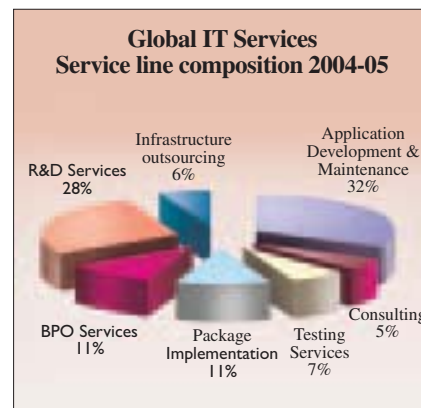 Global IT Services
Service line composition 2004-05
Infrastructure
outsourcing
6%
Application
Development &
Maintenance
32%
R&D Services
28%
BPO Services
11%
Package
Implementation
11%
Testing
Services
7%
Consulting
5%